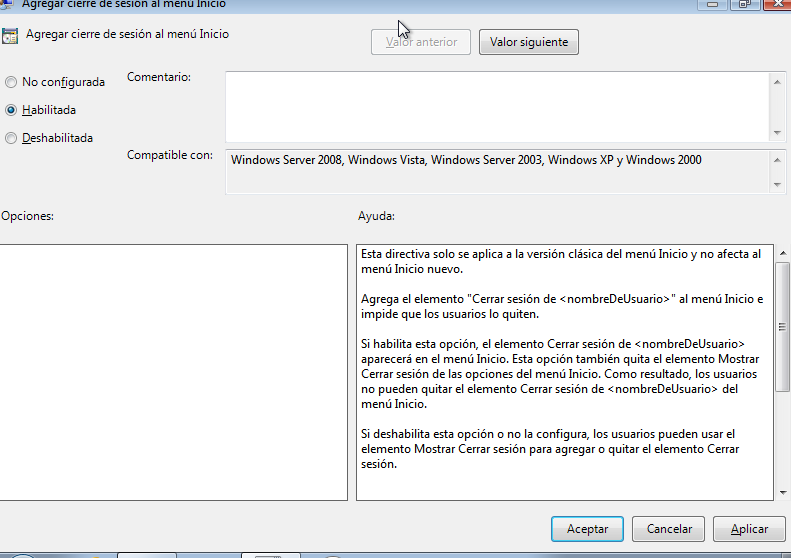 Agregar cierre de sesión al menú Inicio
Agregar cierre de sesión al menú Inicio
Valor anterior
Valor siguiente
No configurada
Comentario:
Habilitada
Deshabilitada
Compatible con:
Windows Server 2008, Windows Vista, Windows Server 2003, Windows XP y Windows 2000
Opciones:
Ayuda:
Esta directiva solo se aplica a la versión clásica del menú Inicio y no afecta al
menú Inicio nuevo.
Agrega el elemento "Cerrar sesión de <nombreDeUsuario>" al menú Inicio e
impide que los usuarios lo quiten.
Si habilita esta opción, el elemento Cerrar sesión de <nombreDeUsuario>
aparecerá en el menú Inicio. Esta opción también quita el elemento Mostrar
Cerrar sesión de las opciones del menú Inicio. Como resultado, los usuarios
no pueden quitar el elemento Cerrar sesión de <nombreDeUsuario> del
menú Inicio.
Si deshabilita esta opción o no la configura, los usuarios pueden usar el
elemento Mostrar Cerrar sesión para agregar o quitar el elemento Cerrar
sesión.
Aceptar
Cancelar
Aplicar